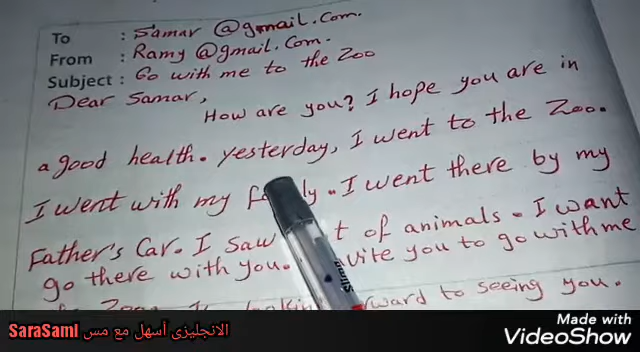 To : Samar @gmail.Com.
From : Ramy @gmail.Com.
Subject : Go with me to the Zoo
Dear Samar,
How are you? I hope you are in
a good health. yesterday, I went to the Zoo.
I went with my . I went there by my
Father's Car. I Saw of animals. I want
go there with you. you to go with me
forward to seeing you.
SaraSamI الانجليزى أسهل مع مس
Made with
VideoShow